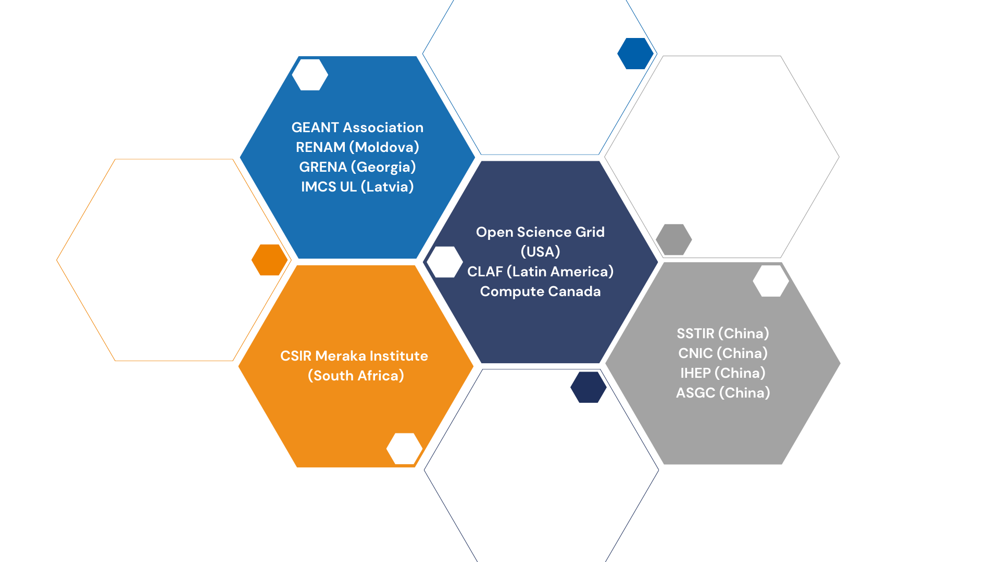 GEANT Association
RENAM (Moldova)
GRENA (Georgia)
IMCS UL (Latvia)
Open Science Grid
(USA)
CLAF (Latin America)
Compute Canada
CSIR Meraka Institute
(South Africa)
SSTIR (China)
CNIC (China)
IHEP (China)
ASGC (China)